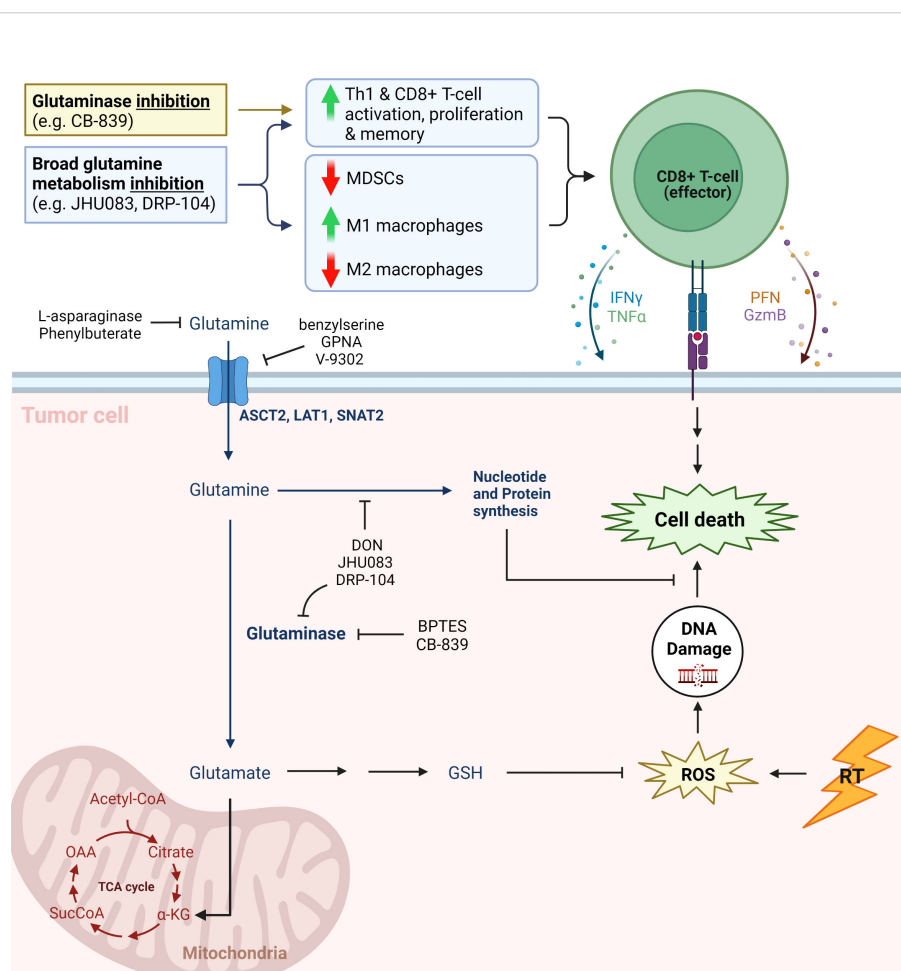 Glutaminase inhibition
(e.g. CB-839)
Broad glutamine
metabolism inhibition
(e.g. JHU083, DRP-104)
Th1 & CD8+ T-cell
activation, proliferation
& memory
MDSCs
M1 macrophages
M2 macrophages
CD8+ T-cell
(effector)
IFNγ
TNFα
PFN
GzmB
L-asparaginase
Phenylbuterate
Glutamine
benzylserine
GPNA
V-9302
Tumor cell
ASCT2, LAT1, SNAT2
Glutamine
Nucleotide
and Protein
synthesis
Cell death
DON
JHU083
DRP-104
Glutaminase
BPTES
CB-839
DNA
Damage
Glutamate
GSH
ROS
RT
Acetyl-CoA
OAA
Citrate
TCA cycle
SucCoA
α-KG
Mitochondria